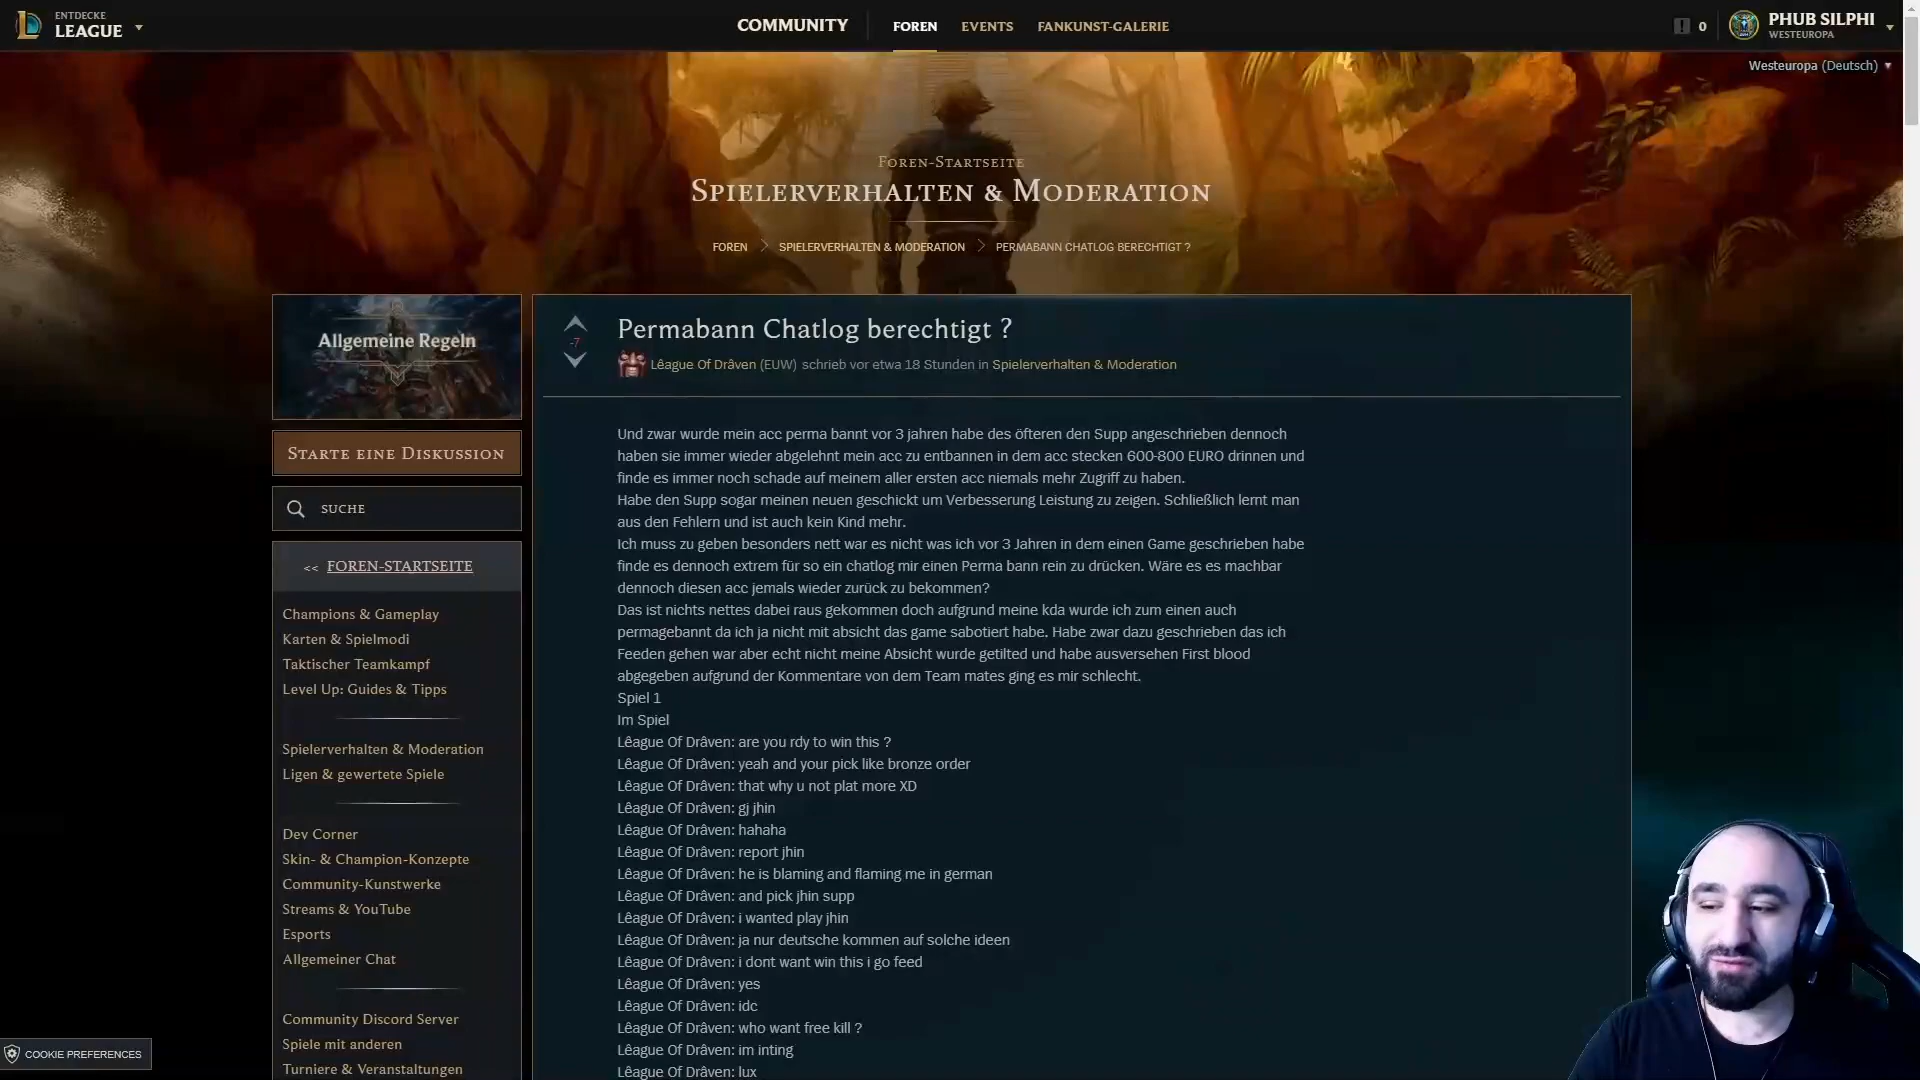 ENTDECKE
LEAGUE
COMMUNITY
FOREN
EVENTS
FANKUNST-GALERIE
0
PHUB SILPHI
WESTEUROPA
Westeuropa (Deutsch)
Foren-Startseite
Spielerverhalten & Moderation
FOREN
SPIELERVERHALTEN & MODERATION
PERMABANN CHATLOG BERECHTIGT ?
Allgemeine Regeln
Starte eine Diskussion
SUCHE
<< FOREN-STARTSEITE
Champions & Gameplay
Karten & Spielmodi
Taktischer Teamkampf
Level Up: Guides & Tipps
Spielerverhalten & Moderation
Ligen & gewertete Spiele
Dev Corner
Skin- & Champion-Konzepte
Community-Kunstwerke
Streams & YouTube
Esports
Allgemeiner Chat
Community Discord Server
Spiele mit anderen
Turniere & Veranstaltungen
COOKIE PREFERENCES
-7
Permabann Chatlog berechtigt ?
Lêague Of Drâven (EUW) schrieb vor etwa 18 Stunden in Spielerverhalten & Moderation
Und zwar wurde mein acc perma bannt vor 3 jahren habe des öfteren den Supp angeschrieben dennoch
haben sie immer wieder abgelehnt mein acc zu entbannen in dem acc stecken 600-800 EURO drinnen und
finde es immer noch schade auf meinem aller ersten acc niemals mehr Zugriff zu haben.
Habe den Supp sogar meinen neuen geschickt um Verbesserung Leistung zu zeigen. Schließlich lernt man
aus den Fehlern und ist auch kein Kind mehr.
Ich muss zu geben besonders nett war es nicht was ich vor 3 Jahren in dem einen Game geschrieben habe
finde es dennoch extrem für so ein chatlog mir einen Perma bann rein zu drücken. Wäre es es machbar
dennoch diesen acc jemals wieder zurück zu bekommen?
Das ist nichts nettes dabei raus gekommen doch aufgrund meine kda wurde ich zum einen auch
permagebannt da ich ja nicht mit absicht das game sabotiert habe. Habe zwar dazu geschrieben das ich
Feeden gehen war aber echt nicht meine Absicht wurde getilted und habe ausversehen First blood
abgegeben aufgrund der Kommentare von dem Team mates ging es mir schlecht.
Spiel 1
Im Spiel
Lêague Of Drâven: are you rdy to win this ?
Lêague Of Drâven: yeah and your pick like bronze order
Lêague Of Drâven: that why u not plat more XD
Lêague Of Drâven: gj jhin
Lêague Of Drâven: hahaha
Lêague Of Drâven: report jhin
Lêague Of Drâven: he is blaming and flaming me in german
Lêague Of Drâven: and pick jhin supp
Lêague Of Drâven: i wanted play jhin
Lêague Of Drâven: ja nur deutsche kommen auf solche ideen
Lêague Of Drâven: i dont want win this i go feed
Lêague Of Drâven: yes
Lêague Of Drâven: idc
Lêague Of Drâven: who want free kill ?
Lêague Of Drâven: im inting
Lêague Of Drâven: lux